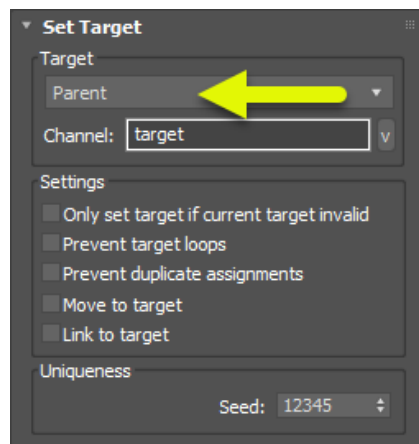 Set Target
Target
Parent
Channel: target v
Settings
Only set target if current target invalid
Prevent target loops
Prevent duplicate assignments
Move to target
Link to target
Uniqueness
Seed: 12345